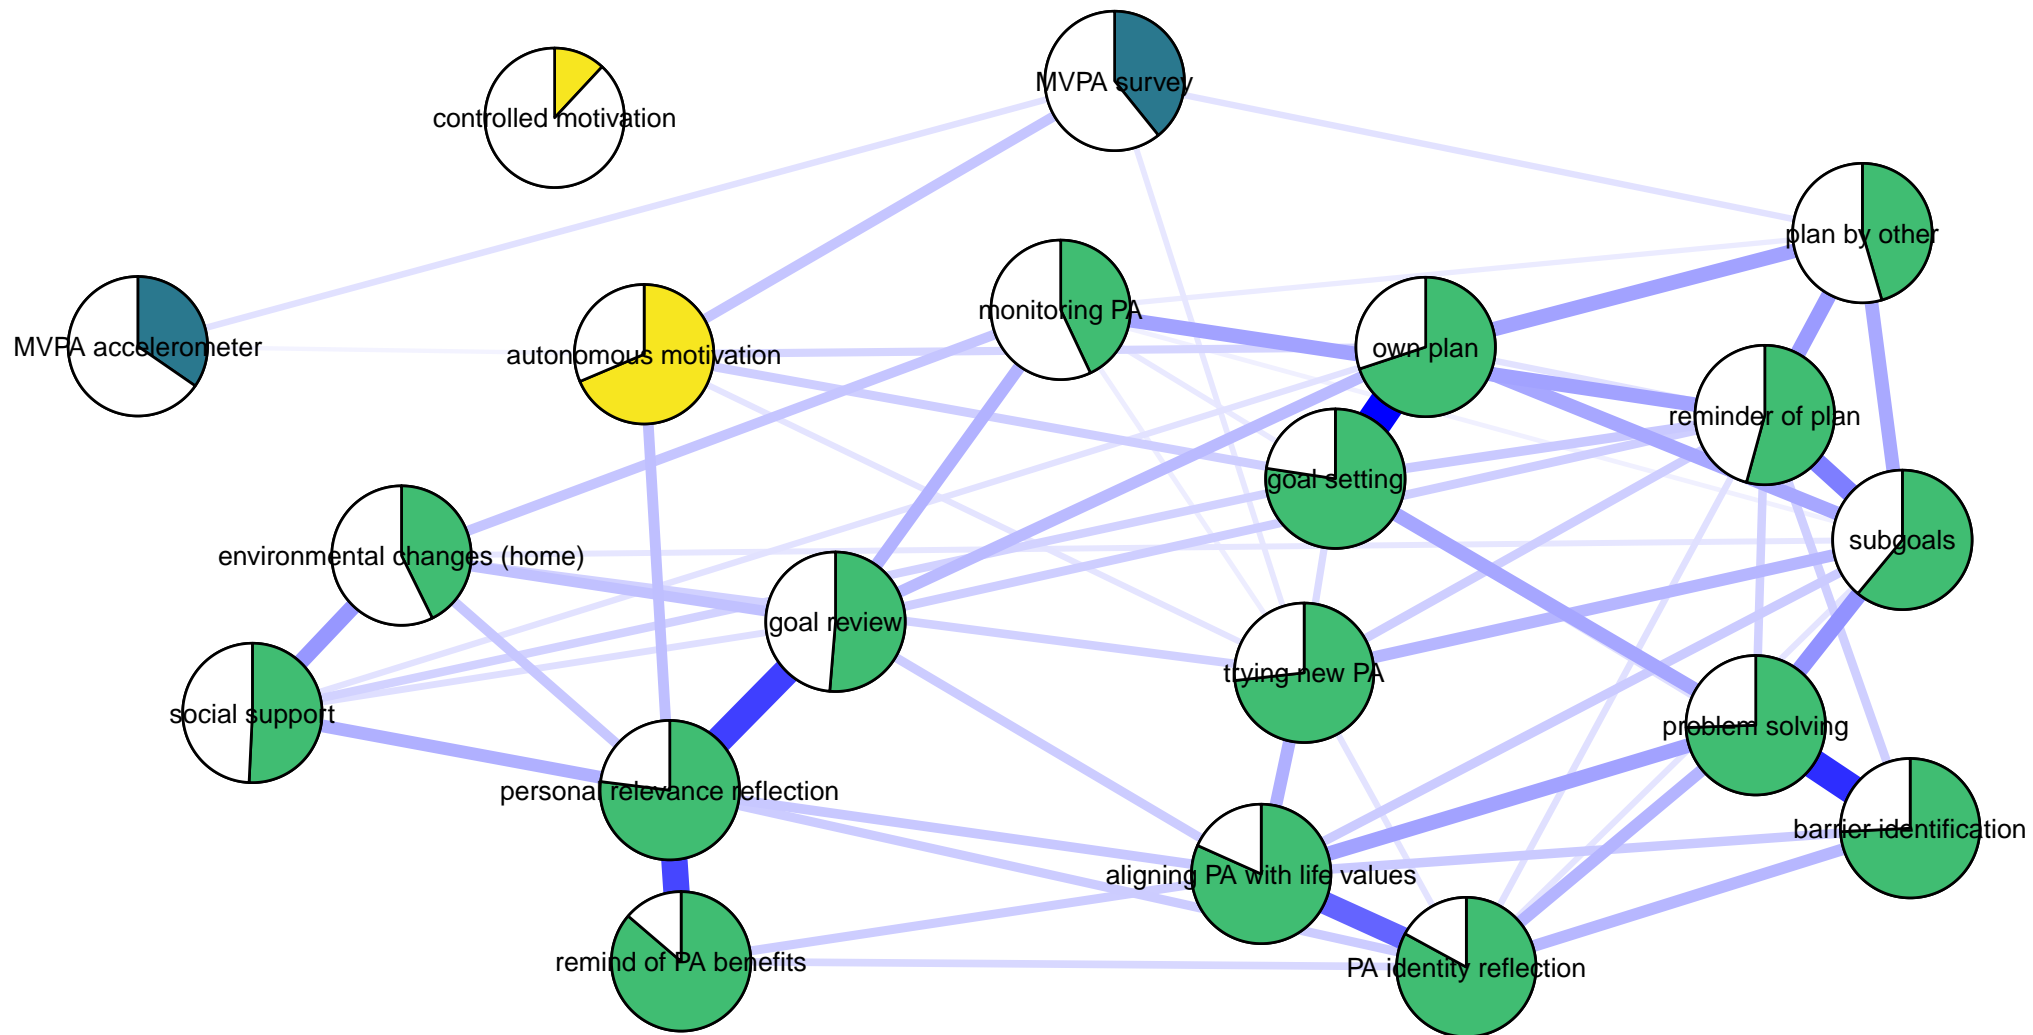 MVPA survey
controlled motivation
plan by other
monitoring PA
MVPA accelerometer
autonomous motivation
own plan
reminder of plan
goal setting
environmental changes (home)
subgoals
goal review
trying new PA
social support
problem solving
personal relevance reflection
barrier identification
aligning PA with life values
remind of PA benefits
PA identity reflection